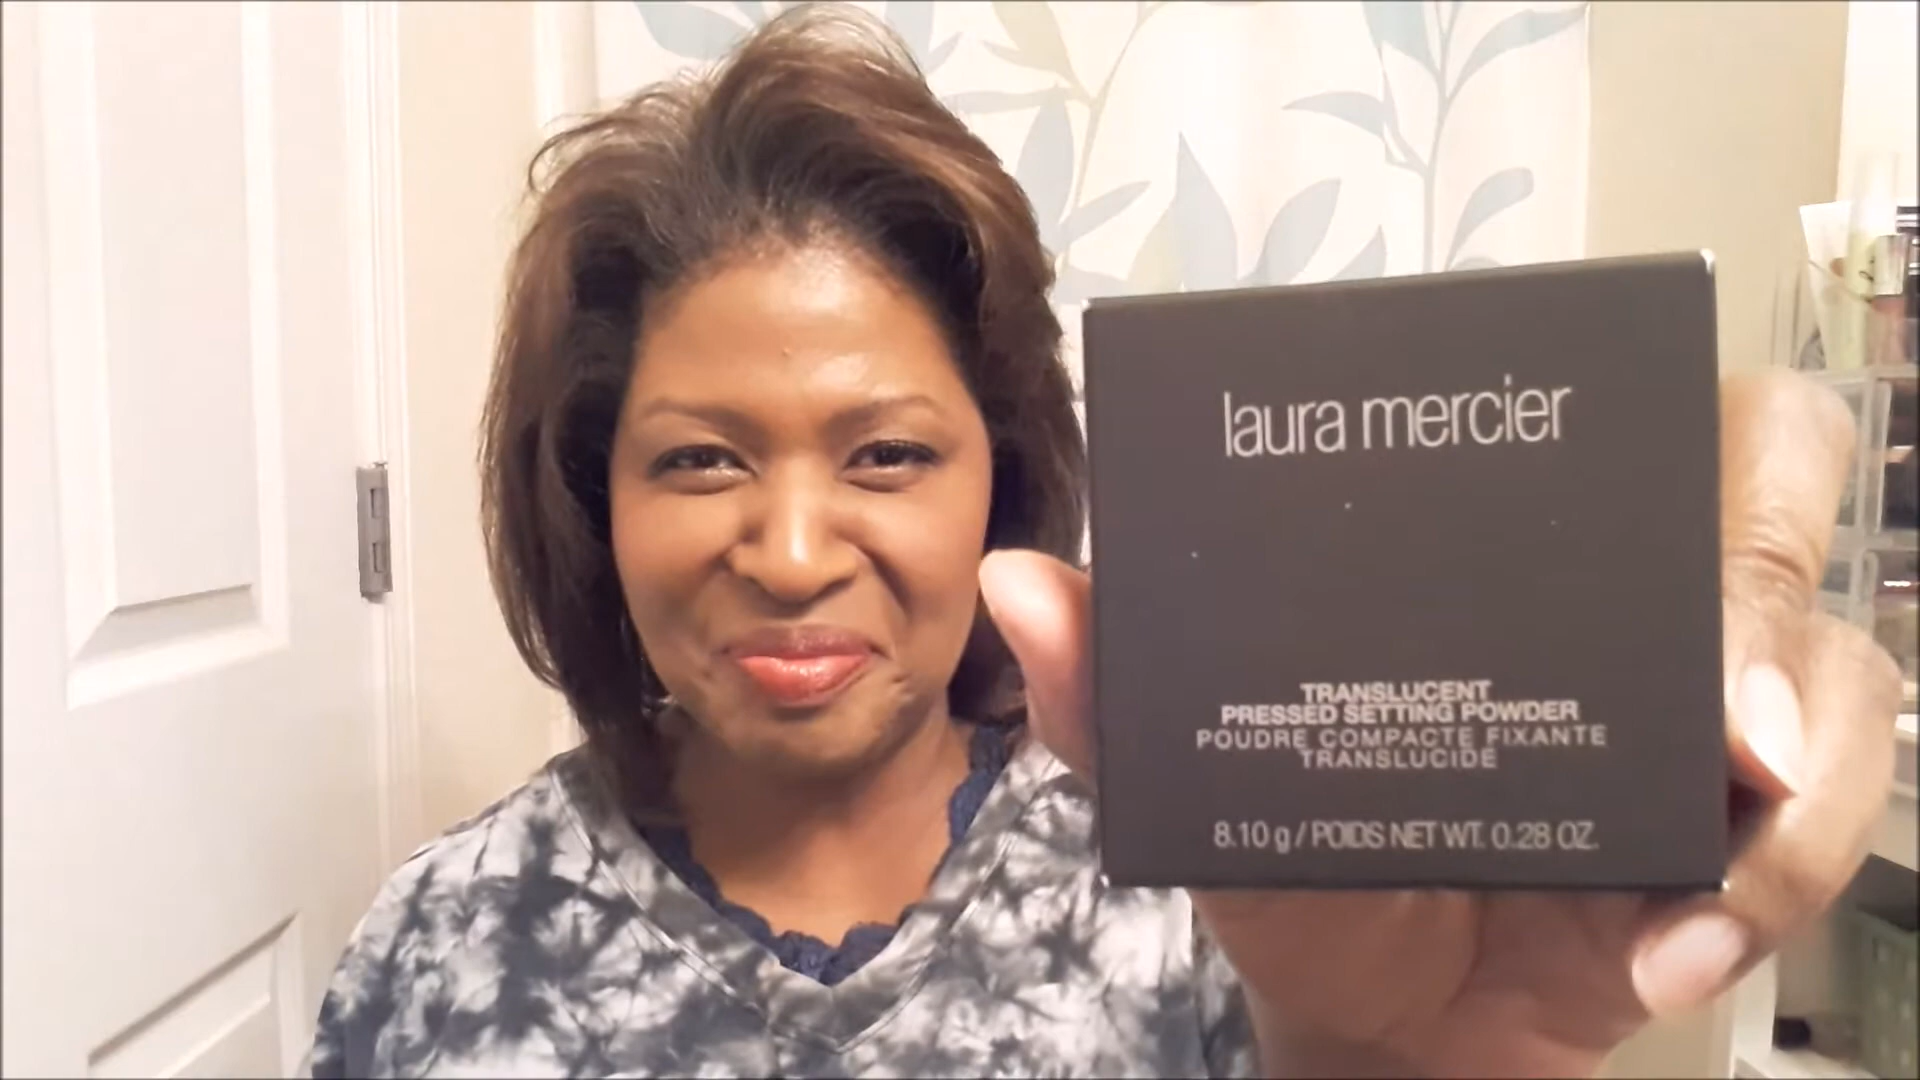 laura mercier
TRANSLUCENT
PRESSED SETTING POWDER
POUDRE COMPACTE FIXANTE
TRANSLUCIDE
8.10 g / POIDS NET WT. 0.28 OZ.